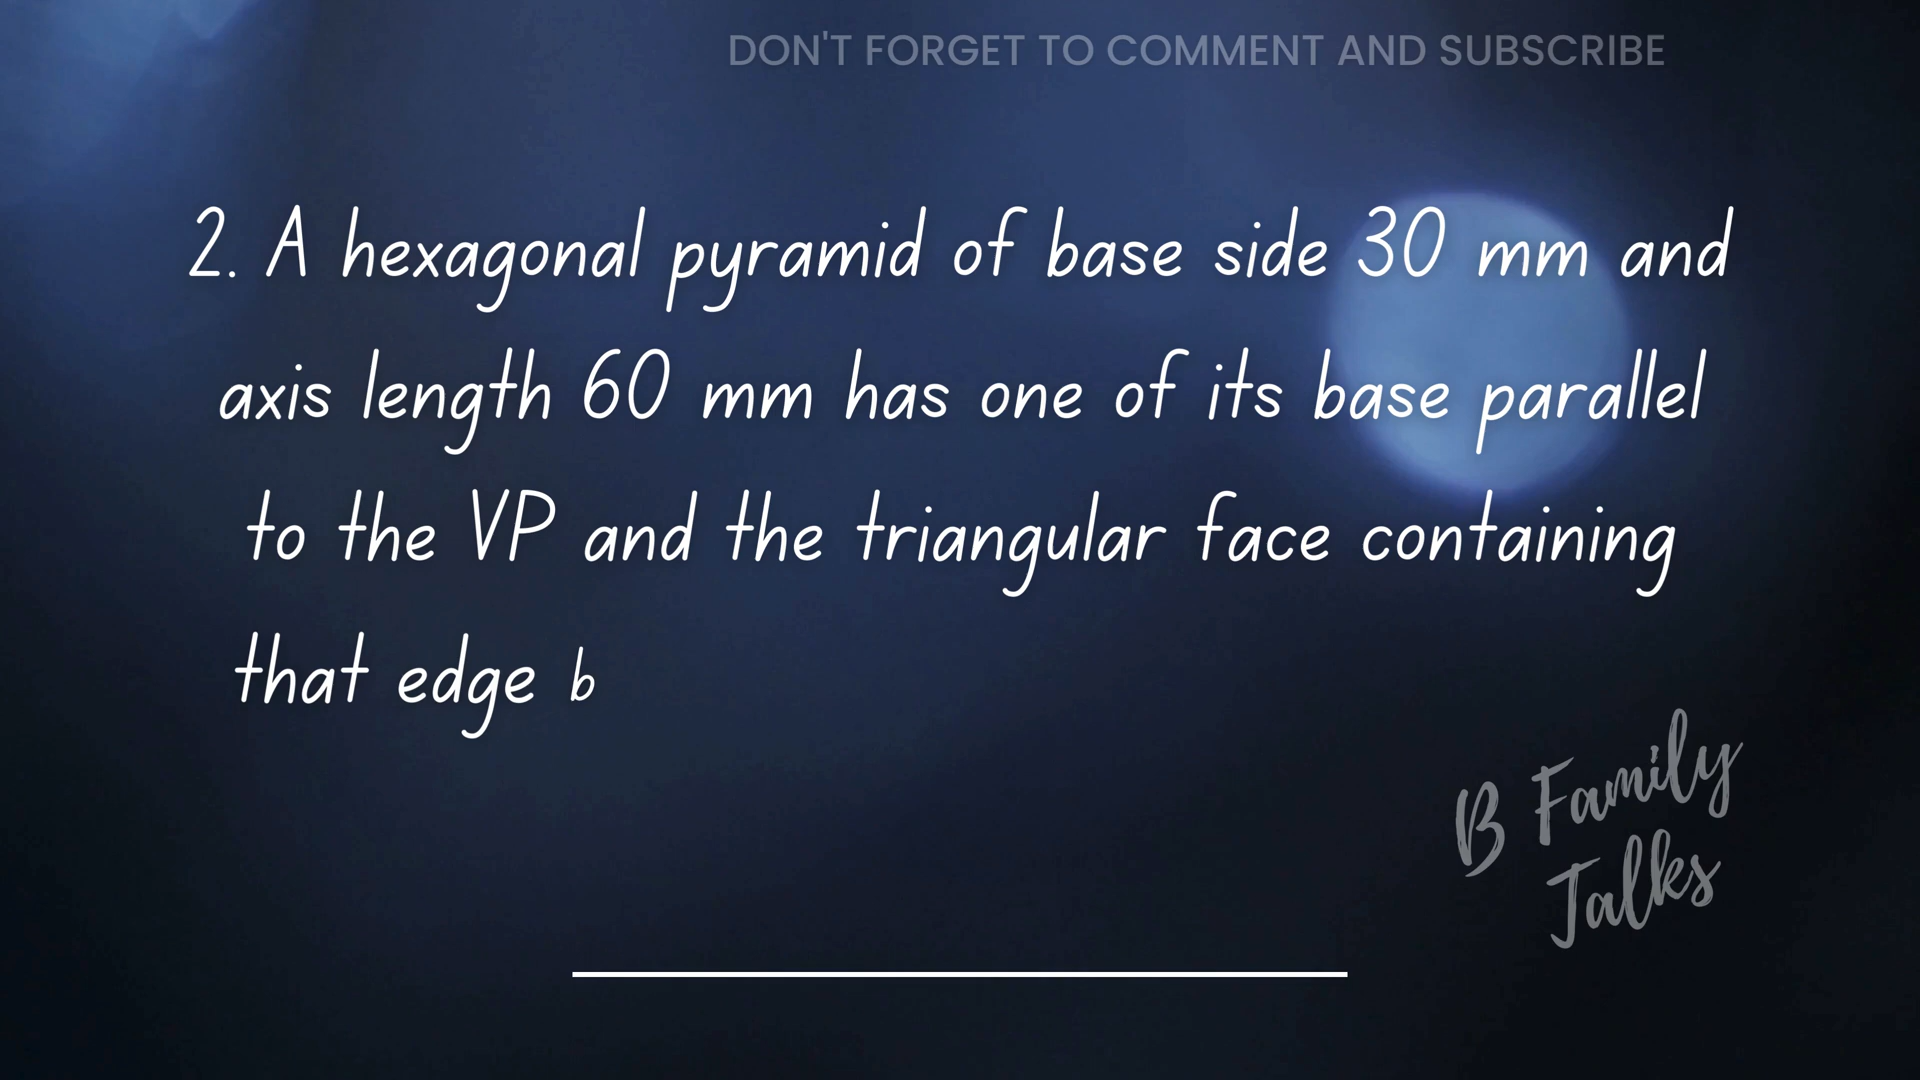 DON'T FORGET TO COMMENT AND SUBSCRIBE
2. A hexagonal pyramid of base side 30 mm and
axis length 60 mm has one of its base parallel
to the VP and the triangular face containing
that edge b
B Family
Talks